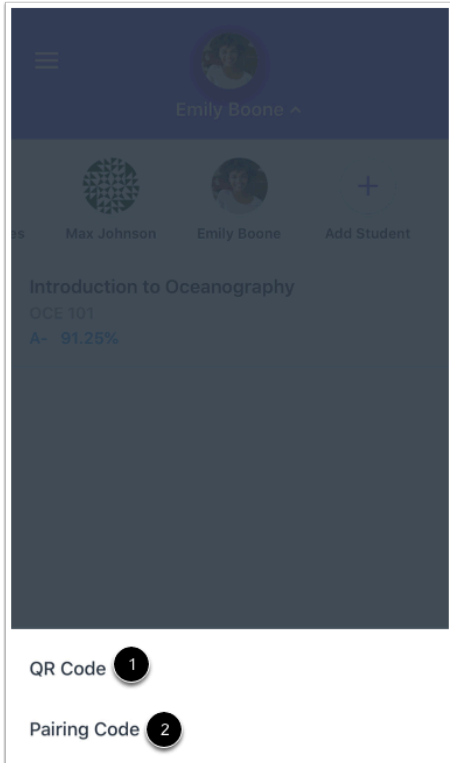 Emily Boone
es Max Johnson Emily Boone Add Student
Introduction to Oceanography
OCE 101
A- 91.25%
QR Code 1
Pairing Code 2